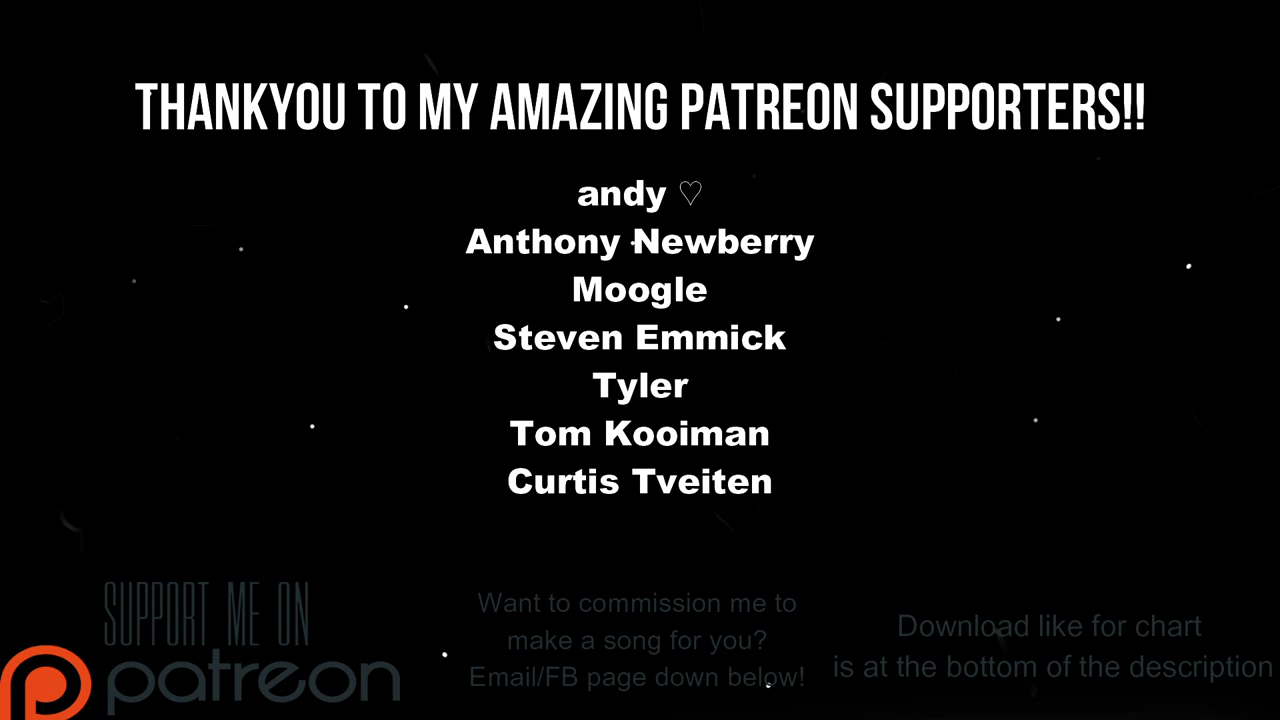 THANKYOU TO MY AMAZING PATREON SUPPORTERS!!
andy ♡
Anthony Newberry
Moogle
Steven Emmick
Tyler
Tom Kooiman
Curtis Tveiten
SUPPORT ME ON
patreon
Want to commission me to
make a song for you?
Email/FB page down below!
Download like for chart
is at the bottom of the description